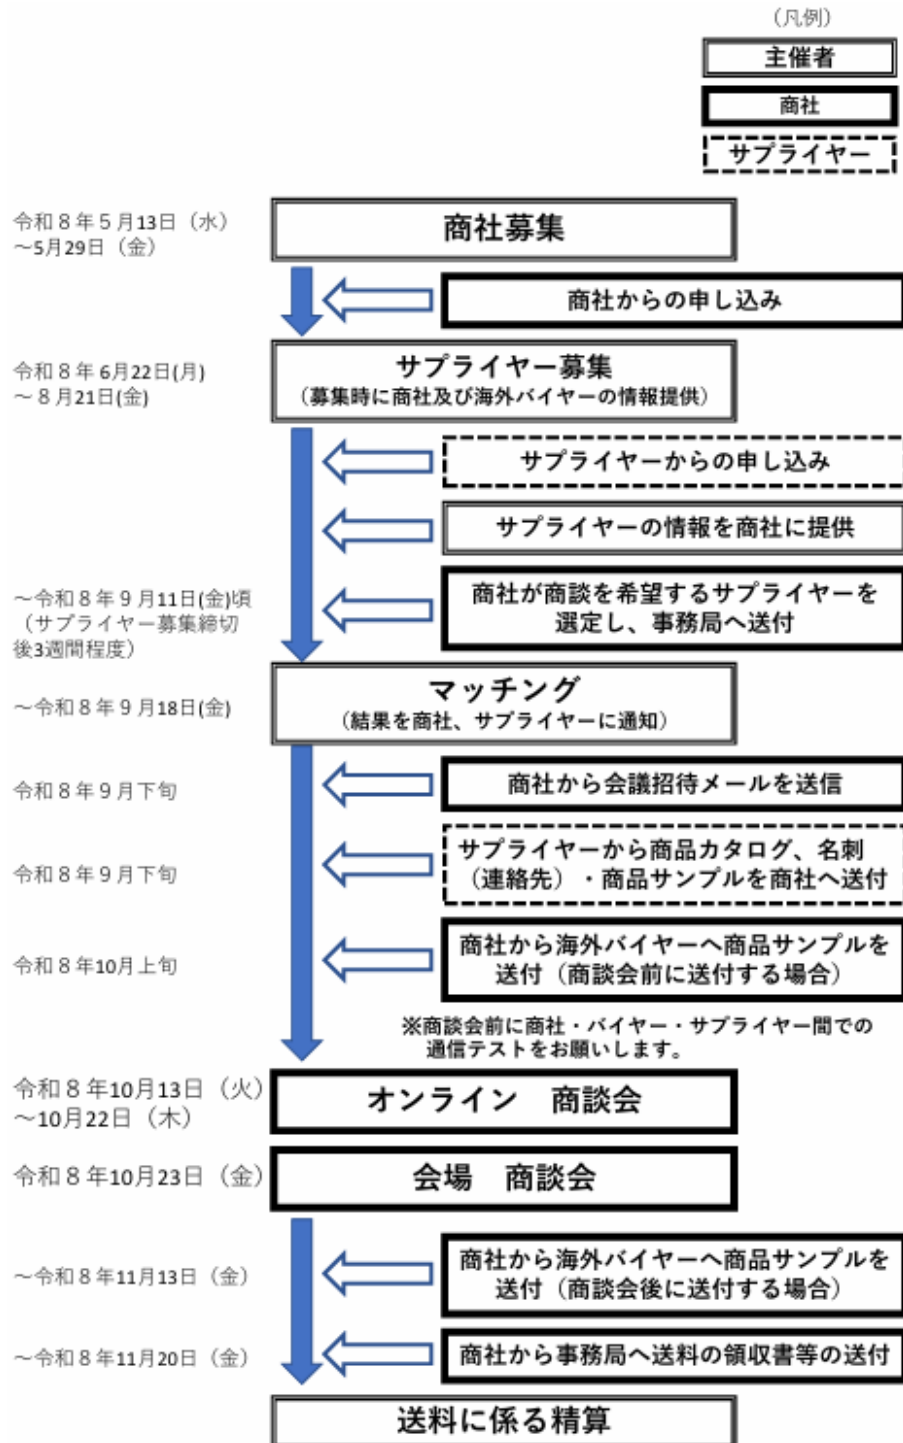 （凡例）
主催者
商社
サプライヤー
令和８年５月13日（水）
～5月29日（金）
商社募集
商社からの申し込み
令和８年 6月22日(月)
～８月21日(金)
サプライヤー募集
（募集時に商社及び海外バイヤーの情報提供）
サプライヤーからの申し込み
サプライヤーの情報を商社に提供
～令和８年９月11日(金)頃
（サプライヤー募集締切
後3週間程度）
商社が商談を希望するサプライヤーを
選定し、事務局へ送付
～令和８年９月18日(金)
マッチング
（結果を商社、サプライヤーに通知）
令和８年９月下旬
商社から会議招待メールを送信
令和８年９月下旬
サプライヤーから商品カタログ、名刺
（連絡先）・商品サンプルを商社へ送付
令和８年10月上旬
商社から海外バイヤーへ商品サンプルを
送付（商談会前に送付する場合）
※商談会前に商社・バイヤー・サプライヤー間での
通信テストをお願いします。
令和８年10月13日（火）
～10月22日（木）
オンライン　商談会
令和８年10月23日（金）
会場　商談会
～令和８年11月13日（金）
商社から海外バイヤーへ商品サンプルを
送付（商談会後に送付する場合）
～令和８年11月20日（金）
商社から事務局へ送料の領収書等の送付
送料に係る精算